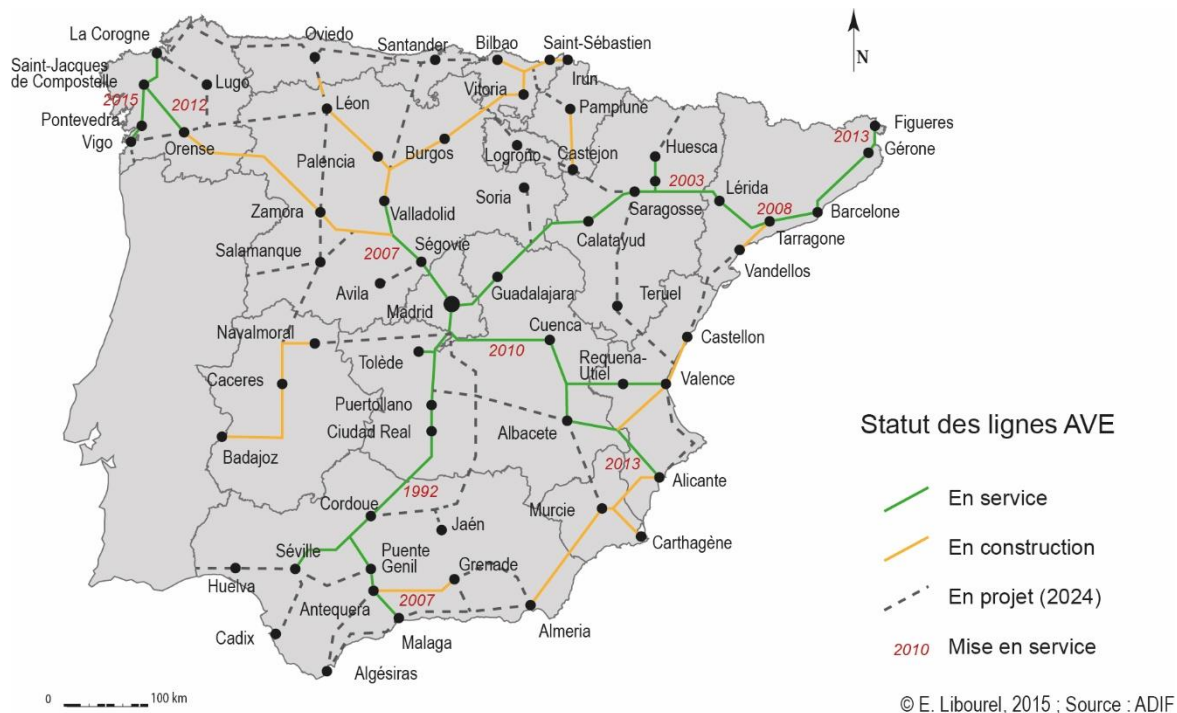 La Corogne
Oviedo
Santander
Bilbao
Saint-Sébastien
N
Saint-Jacques
de Compostelle
Lugo
Irun
Vitoria
2015
2012
Léon
Pamplune
Pontevedra
Figueres
2013
Vigo
Orense
Palencia
Burgos
Logrono
Castejon
Huesca
Gérone
2003
Lérida
Soria
Saragosse
2008
Barcelone
Zamora
Valladolid
Calatayud
Tarragone
Salamanque
2007
Ségovie
Vandellos
Avila
Guadalajara
Teruel
Madrid
Navalmoral
Cuenca
Castellon
Tolède
2010
Requena-
Utiel
Valence
Caceres
Puertollano
Albacete
Ciudad Real
Badajoz
2013
Alicante
1992
Cordoue
Murcie
Jaén
Carthagène
Séville
Puente
Genil
Grenade
Huelva
Antequera
2007
Almeria
Cadix
Malaga
Algésiras
Statut des lignes AVE
En service
En construction
En projet (2024)
2010 Mise en service
0 100 km
© E. Libourel, 2015 ; Source : ADIF